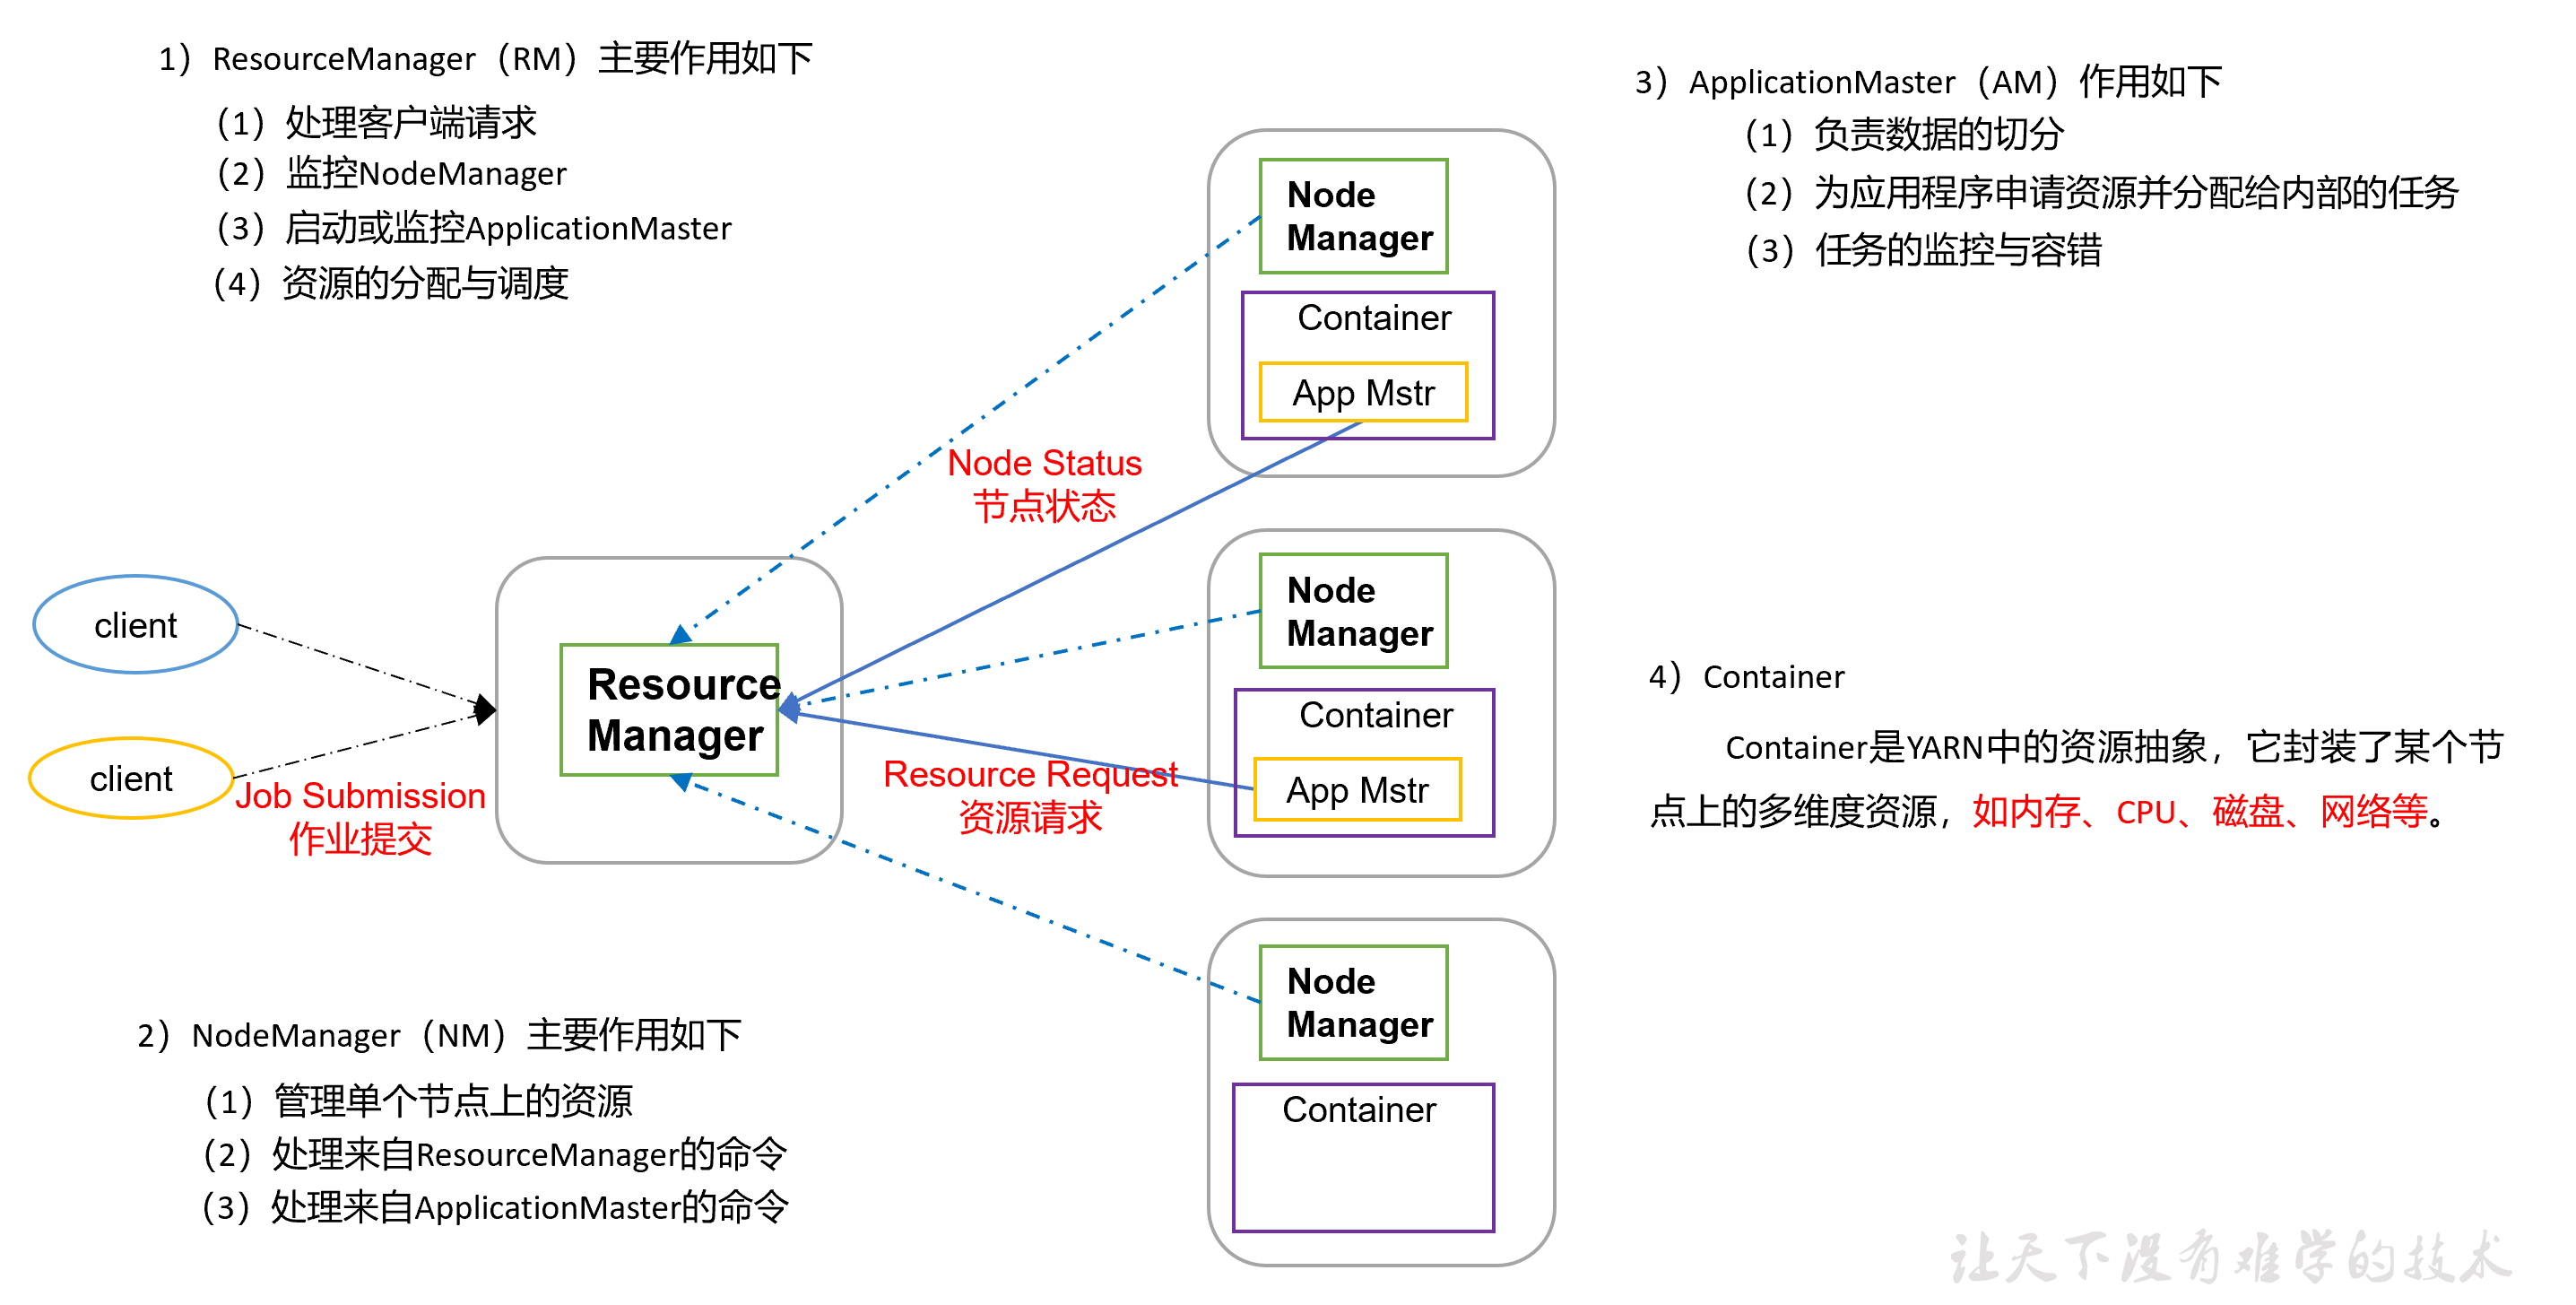 1）ResourceManager（RM）主要作用如下
（1）处理客户端请求
（2）监控NodeManager
（3）启动或监控ApplicationMaster
（4）资源的分配与调度
3）ApplicationMaster（AM）作用如下
（1）负责数据的切分
（2）为应用程序申请资源并分配给内部的任务
（3）任务的监控与容错
Node
Manager
Container
App Mstr
Node Status
节点状态
client
client
Job Submission
作业提交
Resource
Manager
Resource Request
资源请求
Node
Manager
Container
App Mstr
4）Container
Container是YARN中的资源抽象，它封装了某个节
点上的多维度资源，如内存、CPU、磁盘、网络等。
Node
Manager
Container
2）NodeManager（NM）主要作用如下
（1）管理单个节点上的资源
（2）处理来自ResourceManager的命令
（3）处理来自ApplicationMaster的命令
让天下没有难学的技术